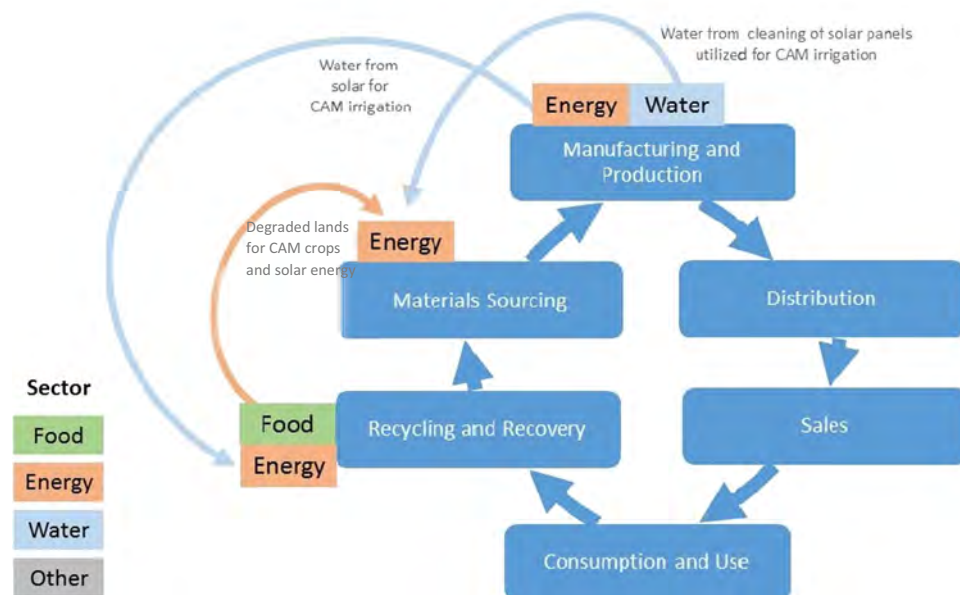 Water from cleaning of solar panels
utilized for CAM irrigation
Water from
solar for
CAM irrigation
Energy
Water
Manufacturing and
Production
Degraded lands
for CAM crops
and solar energy
Energy
Materials Sourcing
Distribution
Sector
Food
Energy
Water
Other
Food
Energy
Recycling and Recovery
Sales
Consumption and Use